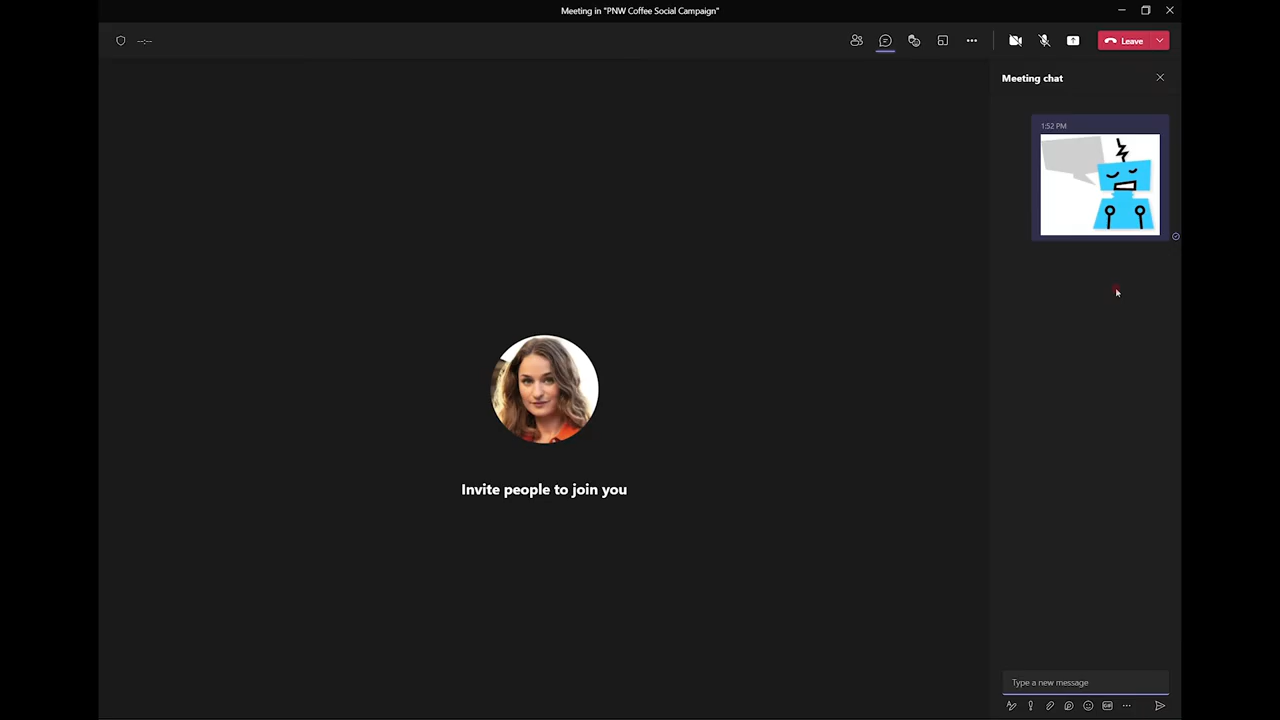 Meeting in "PNW Coffee Social Campaign"
--:--
Leave
Meeting chat
1:52 PM
Invite people to join you
Type a new message
GIF